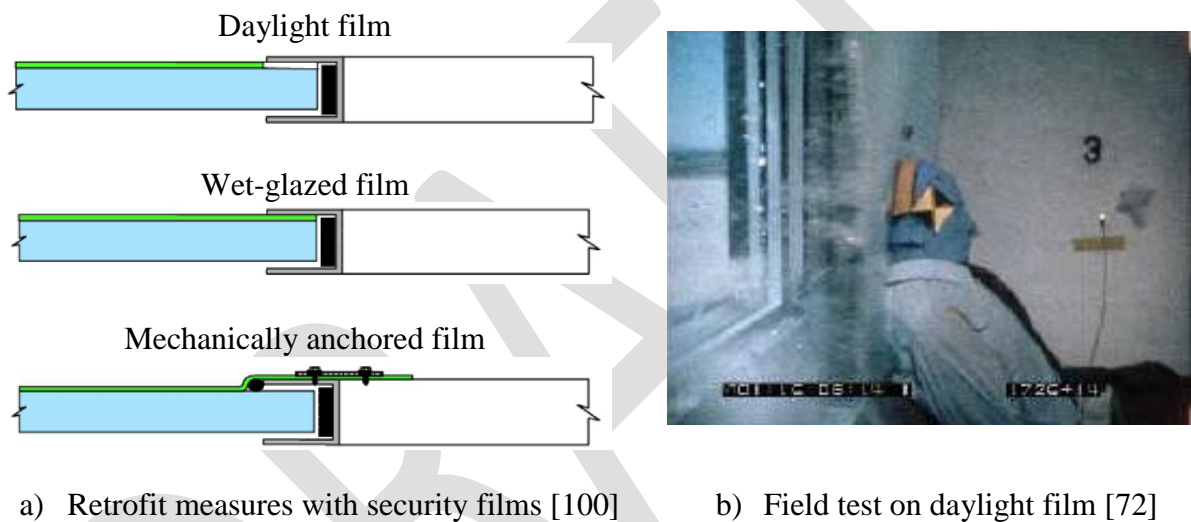 Daylight film
Wet-glazed film
Mechanically anchored film
3
a) Retrofit measures with security films [100]
b) Field test on daylight film [72]